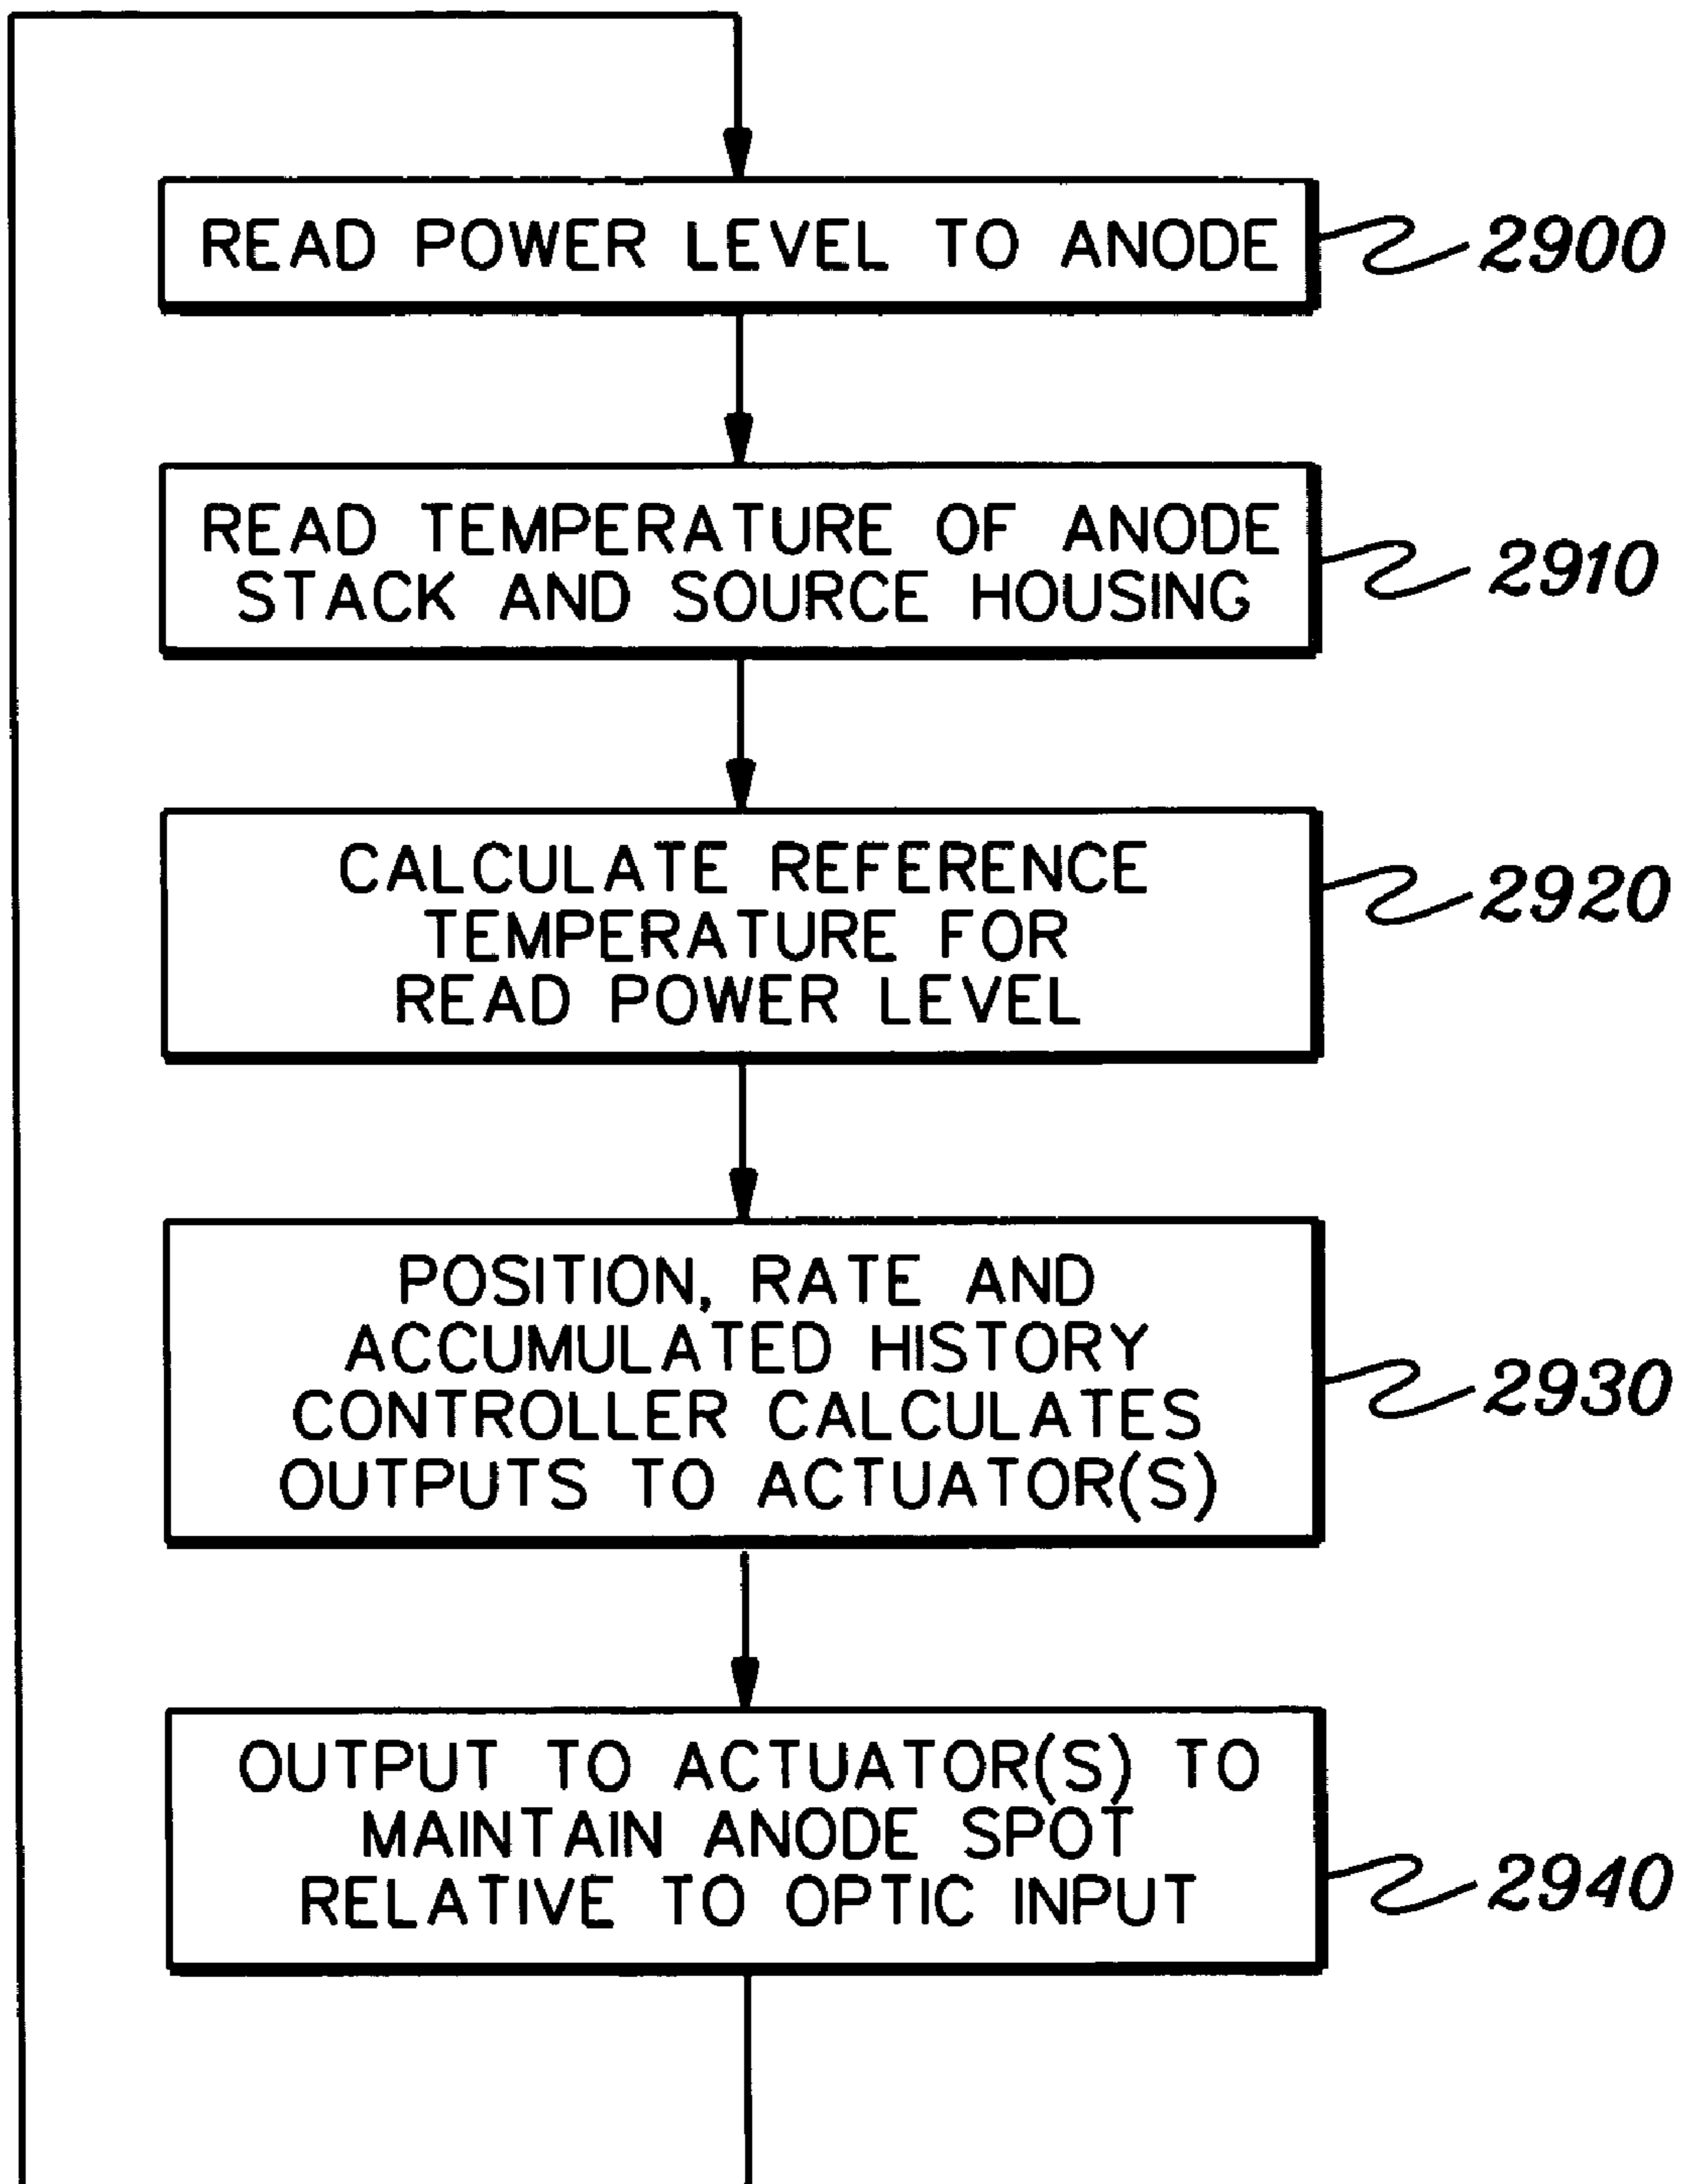 READ POWER LEVEL TO ANODE
2900
READ TEMPERATURE OF ANODE
STACK AND SOURCE HOUSING
2910
CALCULATE REFERENCE
TEMPERATURE FOR
READ POWER LEVEL
2920
POSITION, RATE AND
ACCUMULATED HISTORY
CONTROLLER CALCULATES
OUTPUTS TO ACTUATOR(S)
2930
OUTPUT TO ACTUATOR(S) TO
MAINTAIN ANODE SPOT
RELATIVE TO OPTIC INPUT
2940